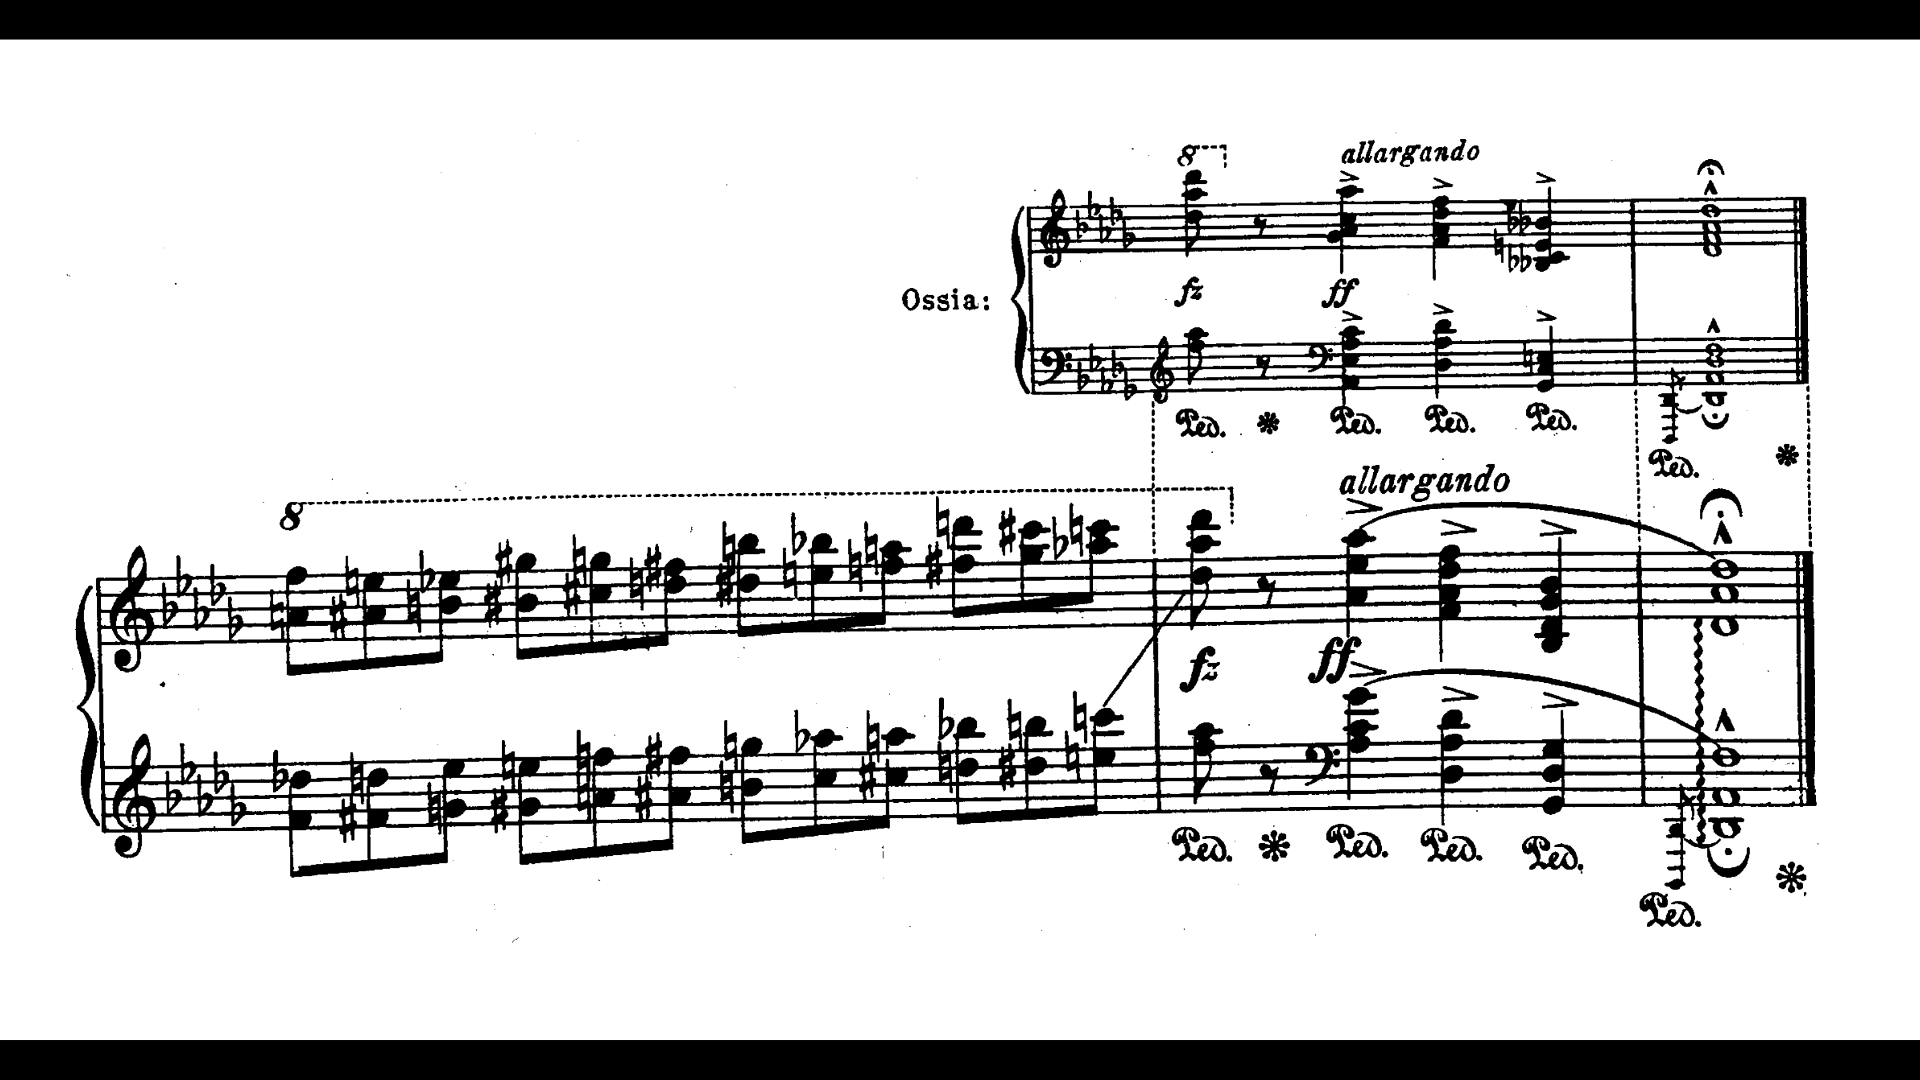 8
allargando
Ossia:
fz
ff
Ped. * Ped. Ped. Ped.
Ped. *
allargando
8
fz
ff
Ped. * Ped. Ped. Ped.
Ped. *